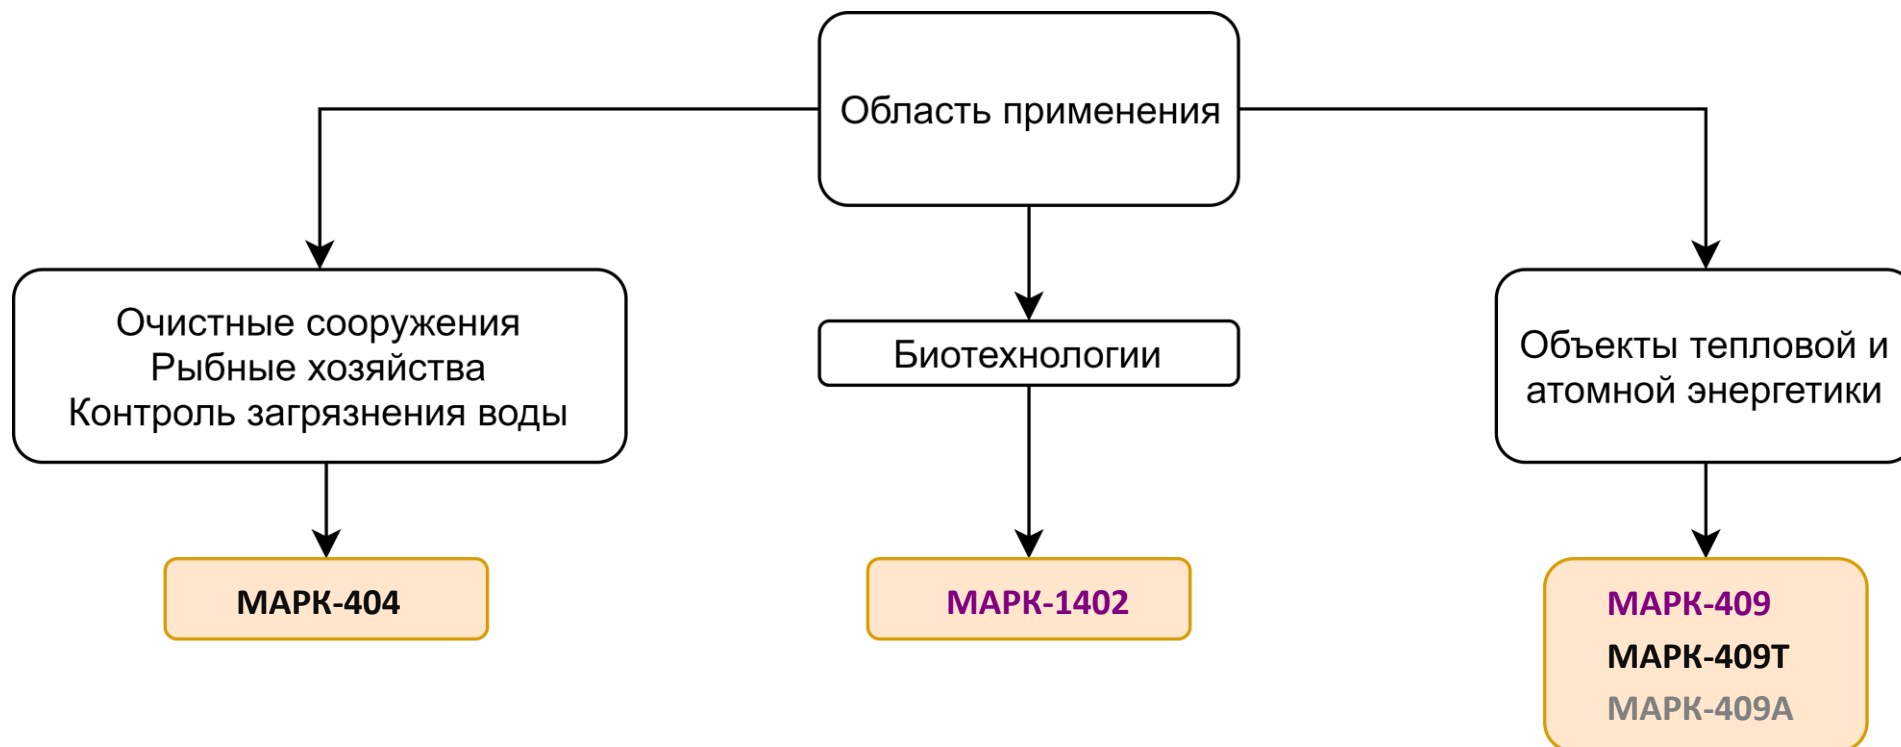 Область применения
Очистные сооружения
Рыбные хозяйства
Контроль загрязнения воды
Биотехнологии
Объекты тепловой и
атомной энергетики
МАРК-404
МАРК-1402
МАРК-409
МАРК-409Т
МАРК-409А